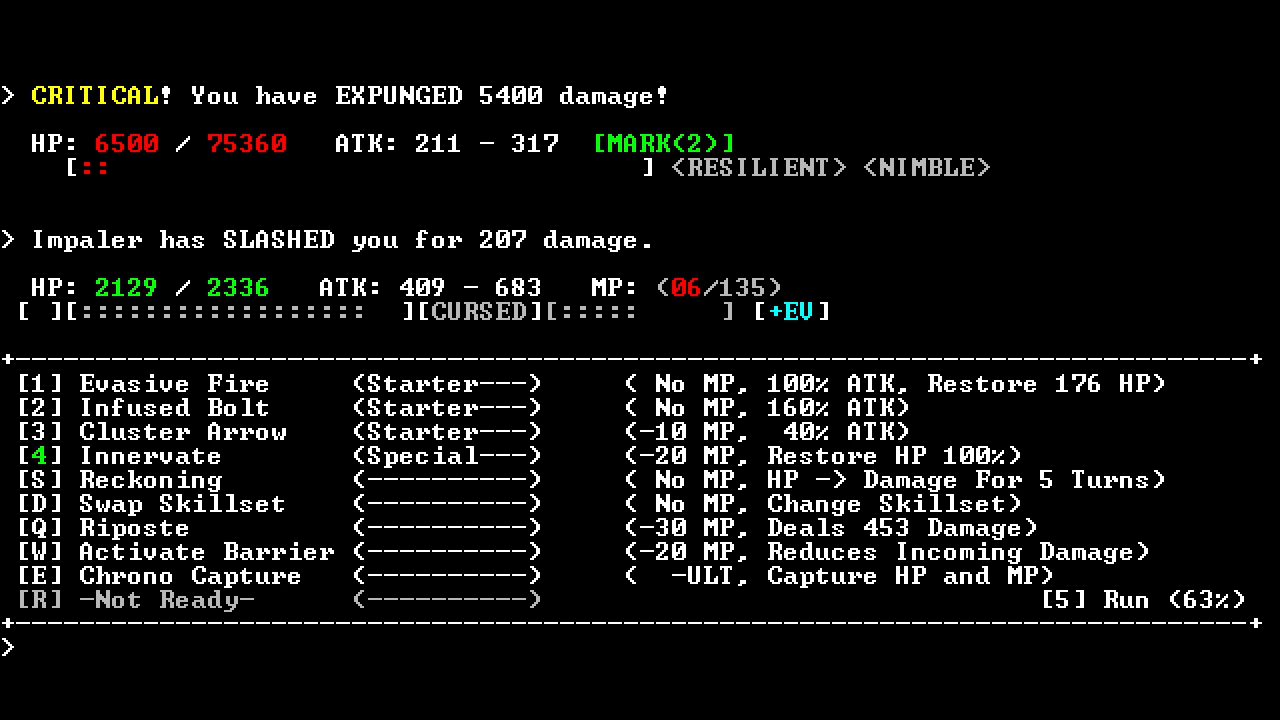 > CRITICAL! You have EXPUNGED 5400 damage!
HP: 6500 / 75360   ATK: 211 - 317  [MARK(2)]
[::                                  ] <RESILIENT> <NIMBLE>
> Impaler has SLASHED you for 207 damage.
HP: 2129 / 2336   ATK: 409 - 683   MP: (06/135)
[ ][::::::::::::::::::  ][CURSED][:::::     ] [+EV]
+-----------------------------------------------------------------------------+
[1] Evasive Fire     (Starter---)     ( No MP, 100% ATK, Restore 176 HP)
[2] Infused Bolt     (Starter---)     ( No MP, 160% ATK)
[3] Cluster Arrow    (Starter---)     (-10 MP,  40% ATK)
[4] Innervate        (Special---)     (-20 MP, Restore HP 100%)
[S] Reckoning        (----------)     ( No MP, HP -> Damage For 5 Turns)
[D] Swap Skillset    (----------)     ( No MP, Change Skillset)
[Q] Riposte          (----------)     (-30 MP, Deals 453 Damage)
[W] Activate Barrier (----------)     (-20 MP, Reduces Incoming Damage)
[E] Chrono Capture   (----------)     (  -ULT, Capture HP and MP)
[R] -Not Ready-      (----------)                               [5] Run (63%)
+-----------------------------------------------------------------------------+
>